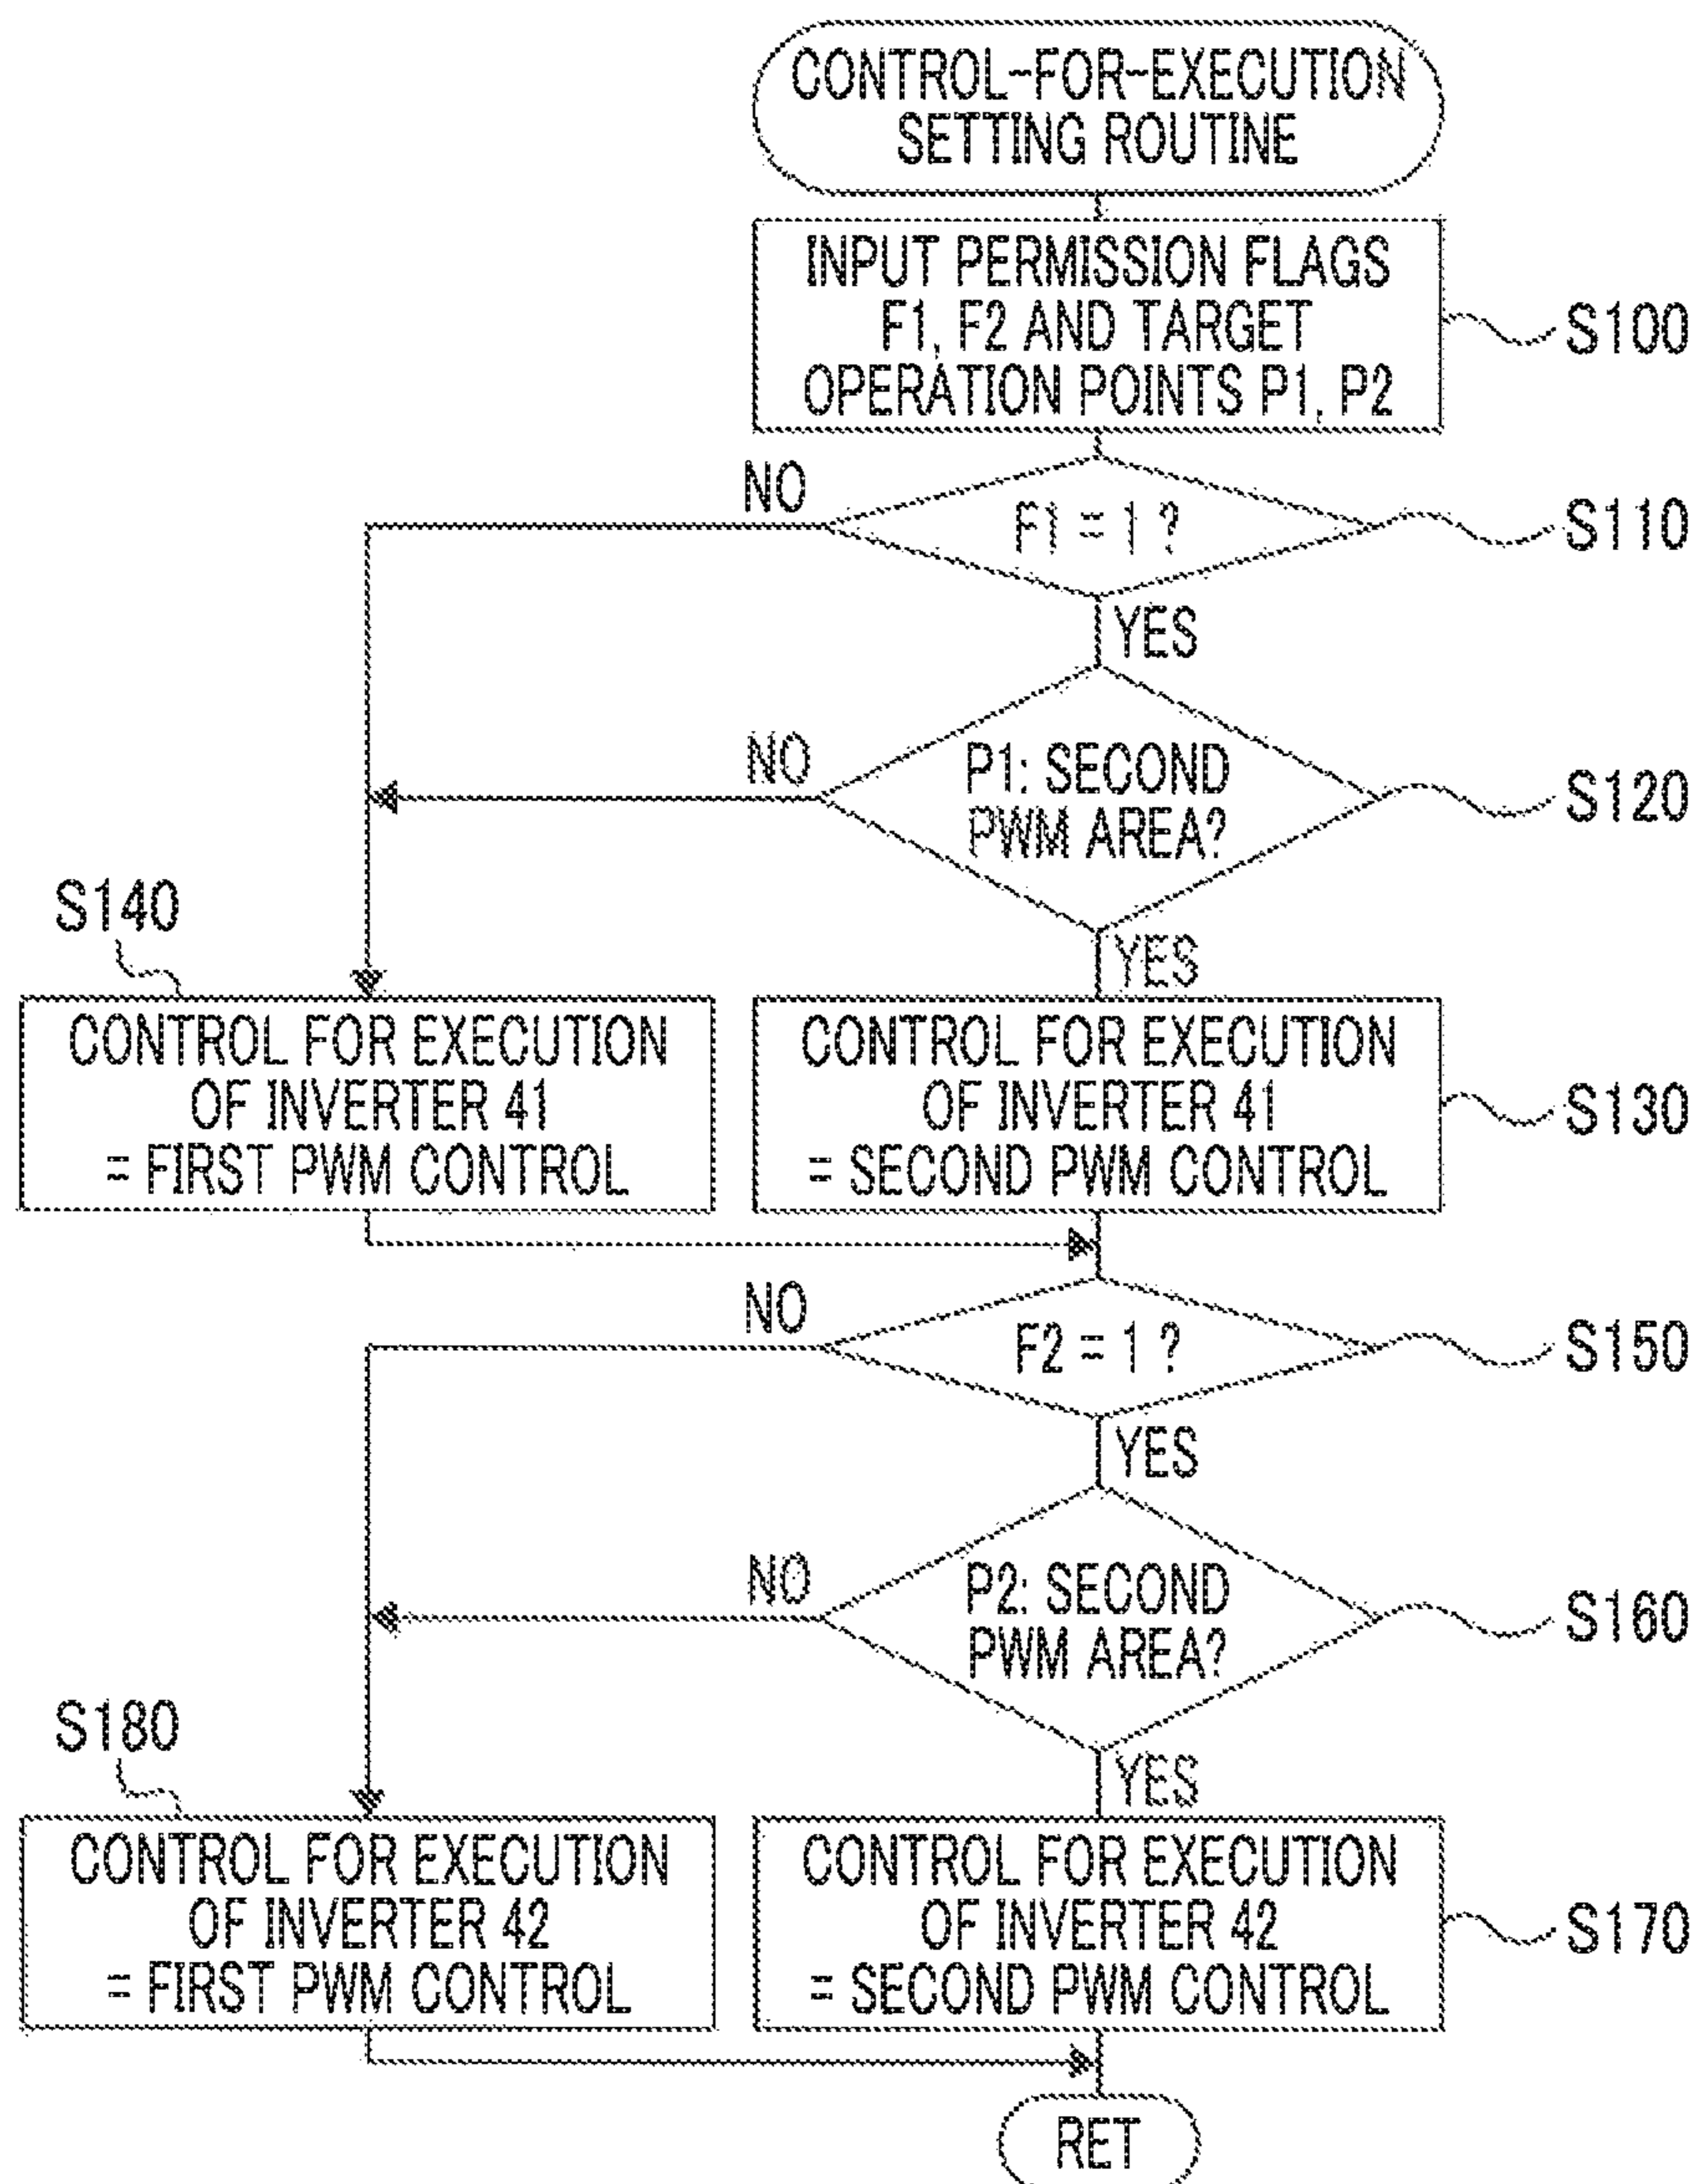 CONTROL-FOR-EXECUTION
SETTING ROUTINE
INPUT PERMISSION FLAGS
F1, F2 AND TARGET
OPERATION POINTS P1, P2
S100
NO
F1 = 1 ?
S110
YES
NO
P1: SECOND
PWM AREA?
S120
YES
S140
CONTROL FOR EXECUTION
OF INVERTER 41
= FIRST PWM CONTROL
CONTROL FOR EXECUTION
OF INVERTER 41
= SECOND PWM CONTROL
S130
NO
F2 = 1 ?
S150
YES
NO
P2: SECOND
PWM AREA?
S160
YES
S180
CONTROL FOR EXECUTION
OF INVERTER 42
= FIRST PWM CONTROL
CONTROL FOR EXECUTION
OF INVERTER 42
= SECOND PWM CONTROL
S170
RET